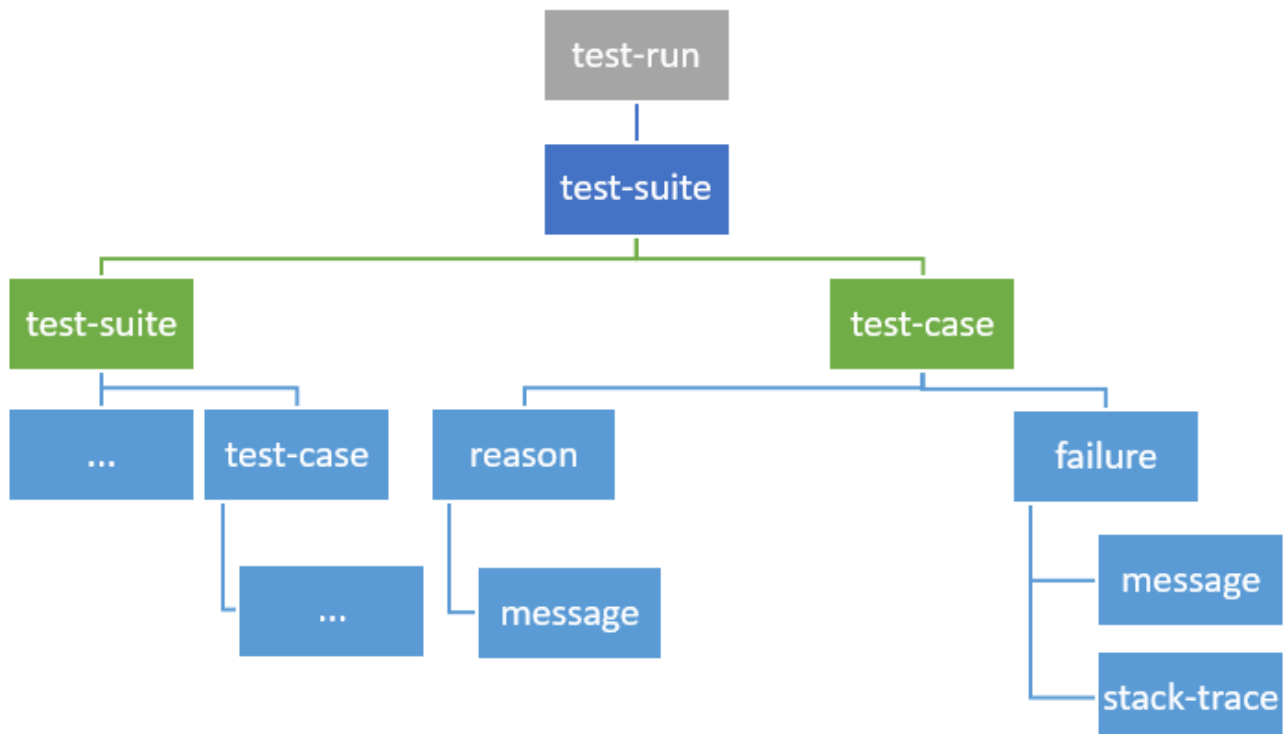 test-run
test-suite
test-suite
test-case
...
test-case
reason
failure
...
message
message
stack-trace